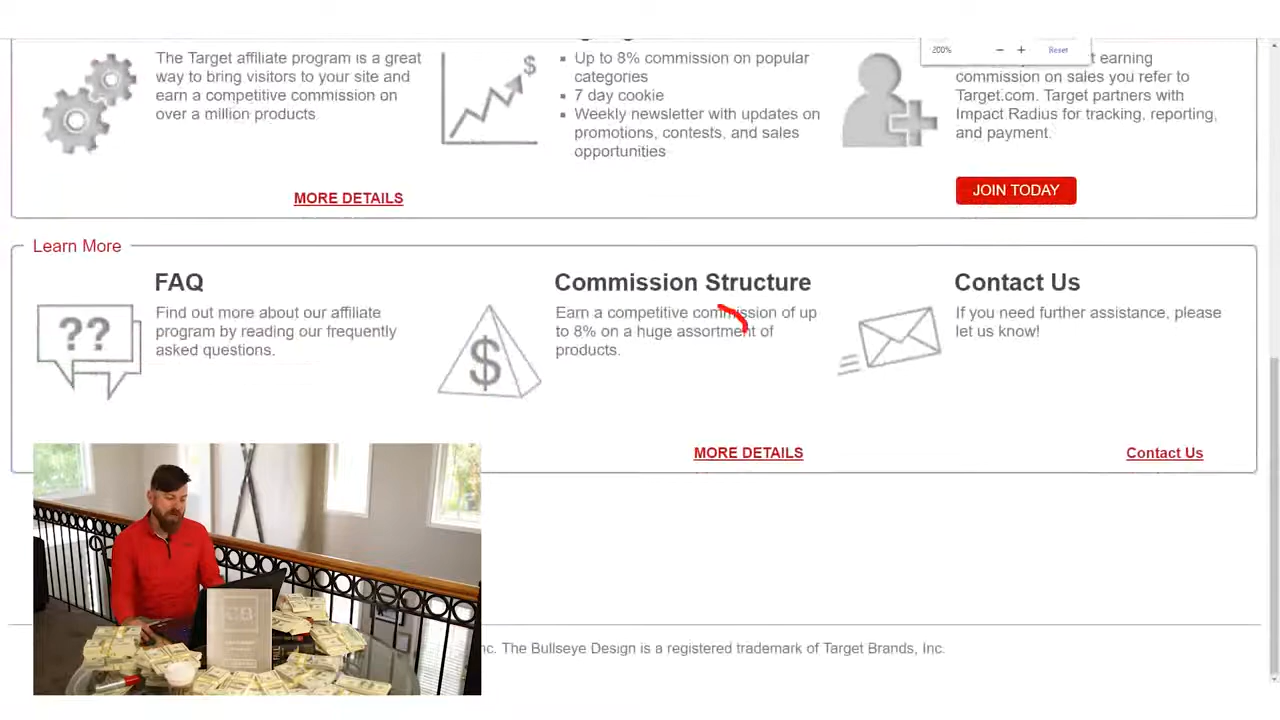 200%
Reset
The Target affiliate program is a great
way to bring visitors to your site and
earn a competitive commission on
over a million products
MORE DETAILS
Up to 8% commission on popular
categories
7 day cookie
Weekly newsletter with updates on
promotions, contests, and sales
opportunities
earning
commission on sales you refer to
Target.com. Target partners with
Impact Radius for tracking, reporting,
and payment.
JOIN TODAY
Learn More
FAQ
Find out more about our affiliate
program by reading our frequently
asked questions.
??
Commission Structure
Earn a competitive commission of up
to 8% on a huge assortment of
products.
$
$
MORE DETAILS
Contact Us
If you need further assistance, please
let us know!
Contact Us
CB
The Bullseye Design is a registered trademark of Target Brands, Inc.